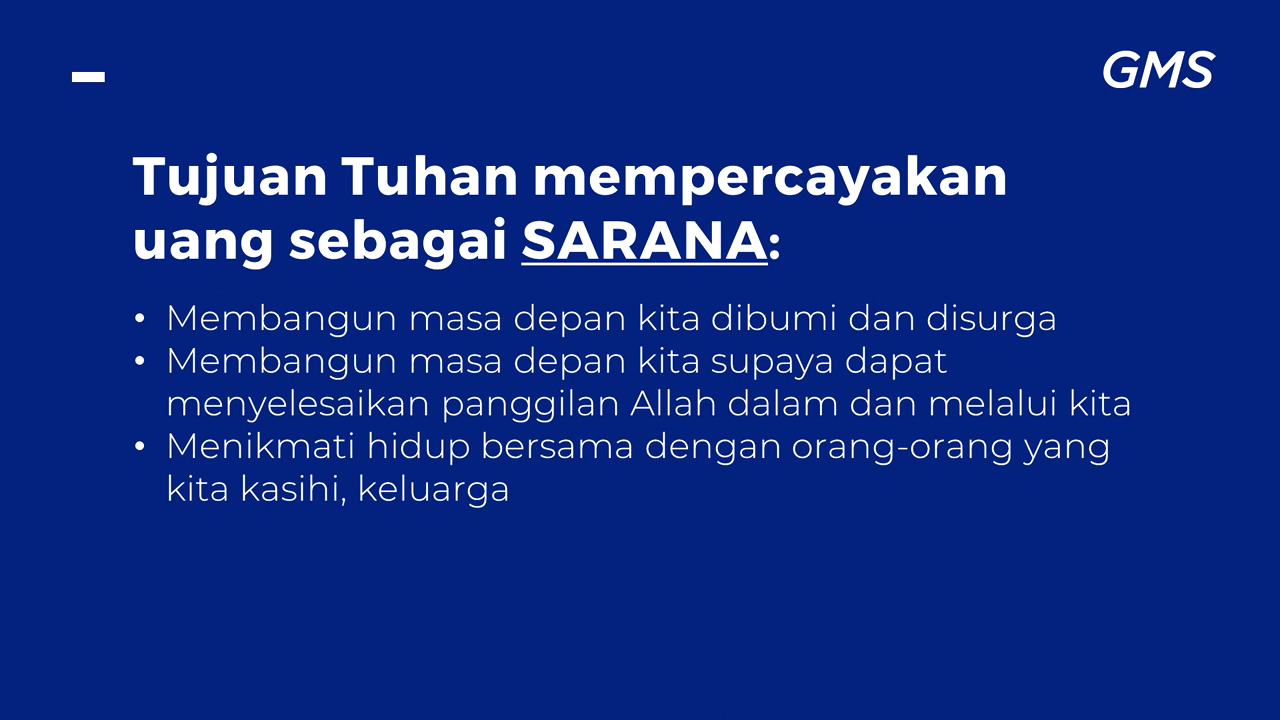 GMS
Tujuan Tuhan mempercayakan
uang sebagai SARANA:
• Membangun masa depan kita dibumi dan disurga
• Membangun masa depan kita supaya dapat
menyelesaikan panggilan Allah dalam dan melalui kita
• Menikmati hidup bersama dengan orang-orang yang
kita kasihi, keluarga